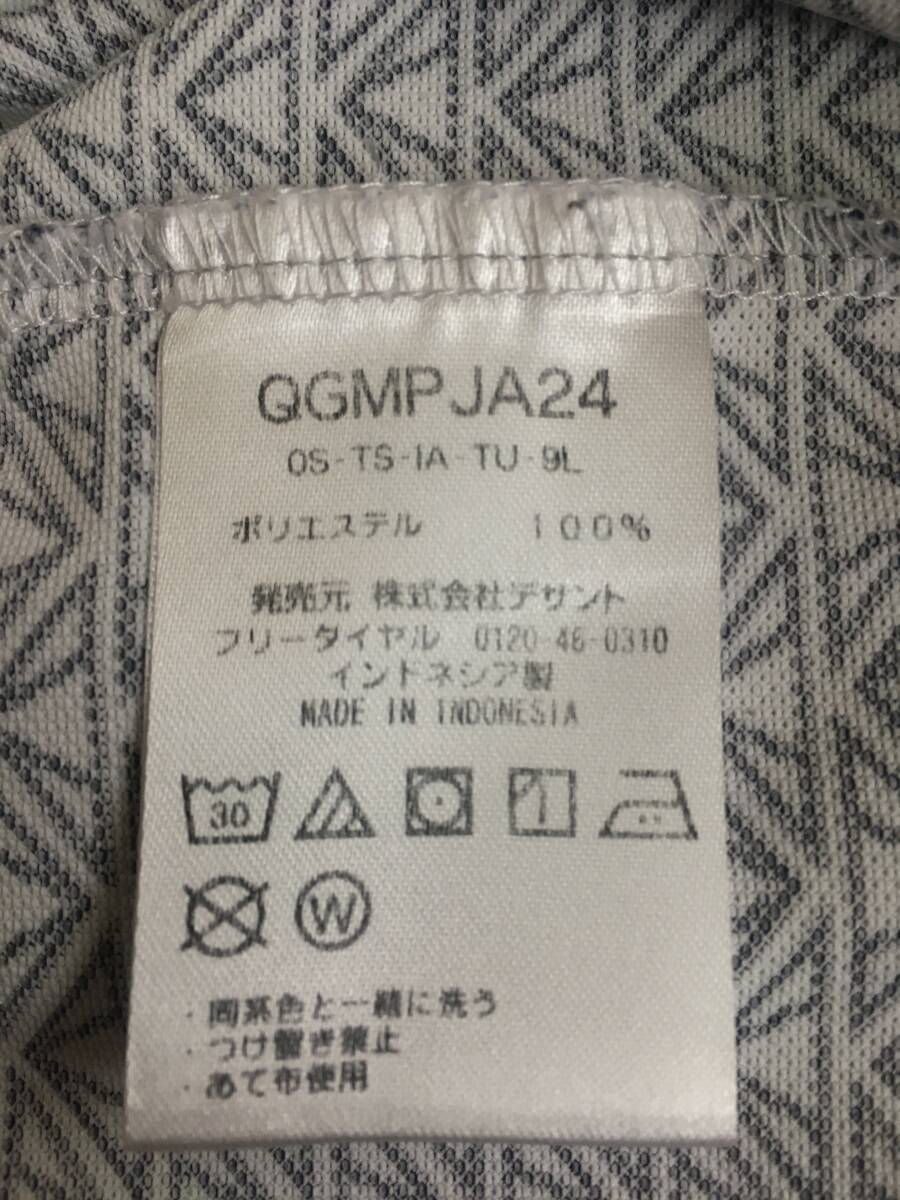 QGMPJA24
OS-TS-IA-TU-9L
ポリエステル 100%
発売元 株式会社デサント
フリーダイヤル 0120-46-0310
インドネシア製
MADE IN INDONESIA
30
W
・同系色と一緒に洗う
・つけ置き禁止
・あて布使用